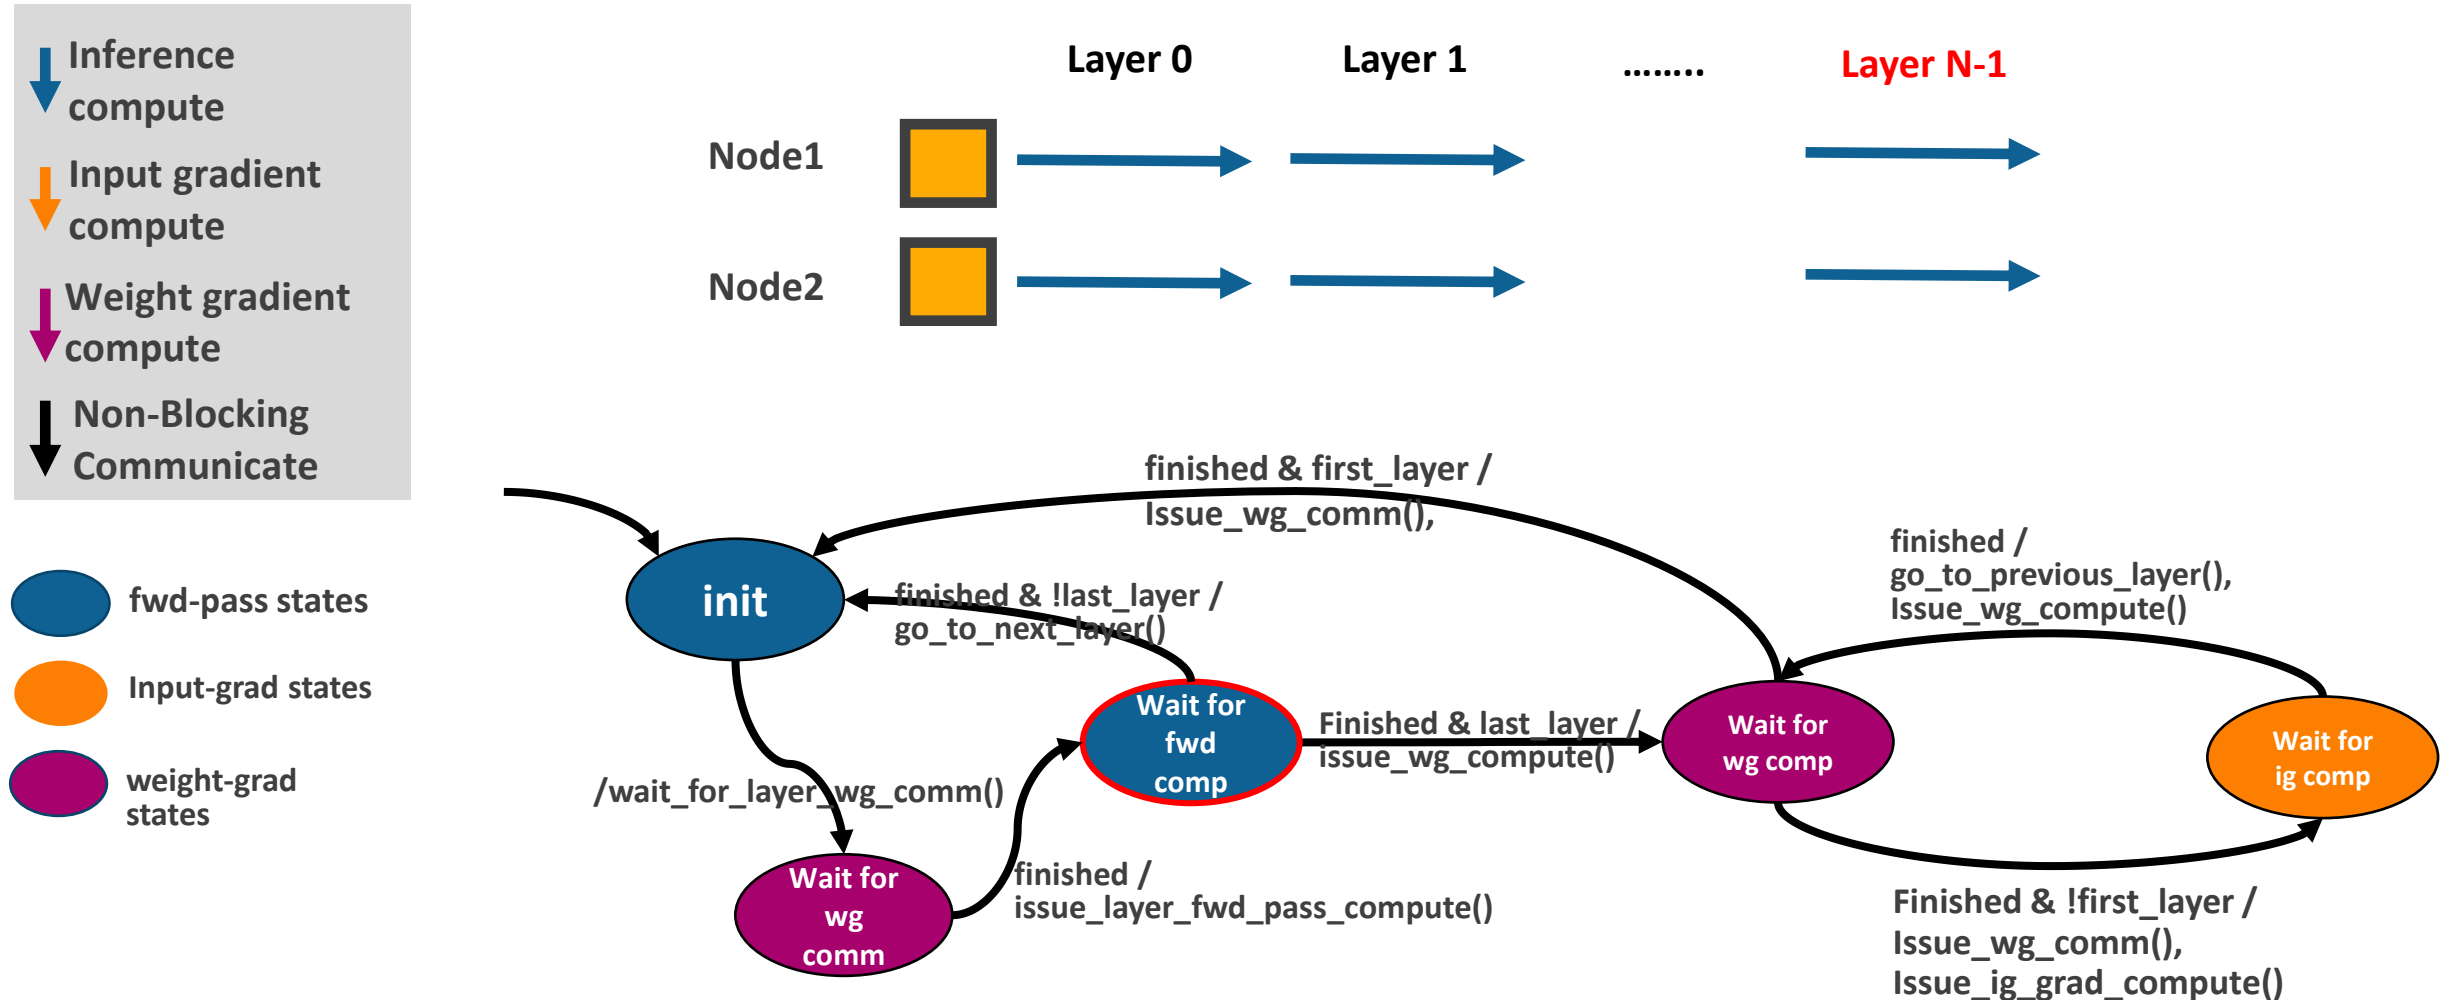 Inference
compute
Input gradient
compute
Weight gradient
compute
Non-Blocking
Communicate
fwd-pass states
Input-grad states
weight-grad
states
Layer 0
Layer 1
........
Layer N-1
Node1
Node2
finished & first_layer /
Issue_wg_comm(),
finished /
go_to_previous_layer(),
Issue_wg_compute()
init
finished & !last_layer /
go_to_next_layer()
Wait for
fwd
comp
Finished & last_layer /
issue_wg_compute()
Wait for
wg comp
Wait for
ig comp
/wait_for_layer_wg_comm()
Wait for
wg
comm
finished /
issue_layer_fwd_pass_compute()
Finished & !first_layer /
Issue_wg_comm(),
Issue_ig_grad_compute()